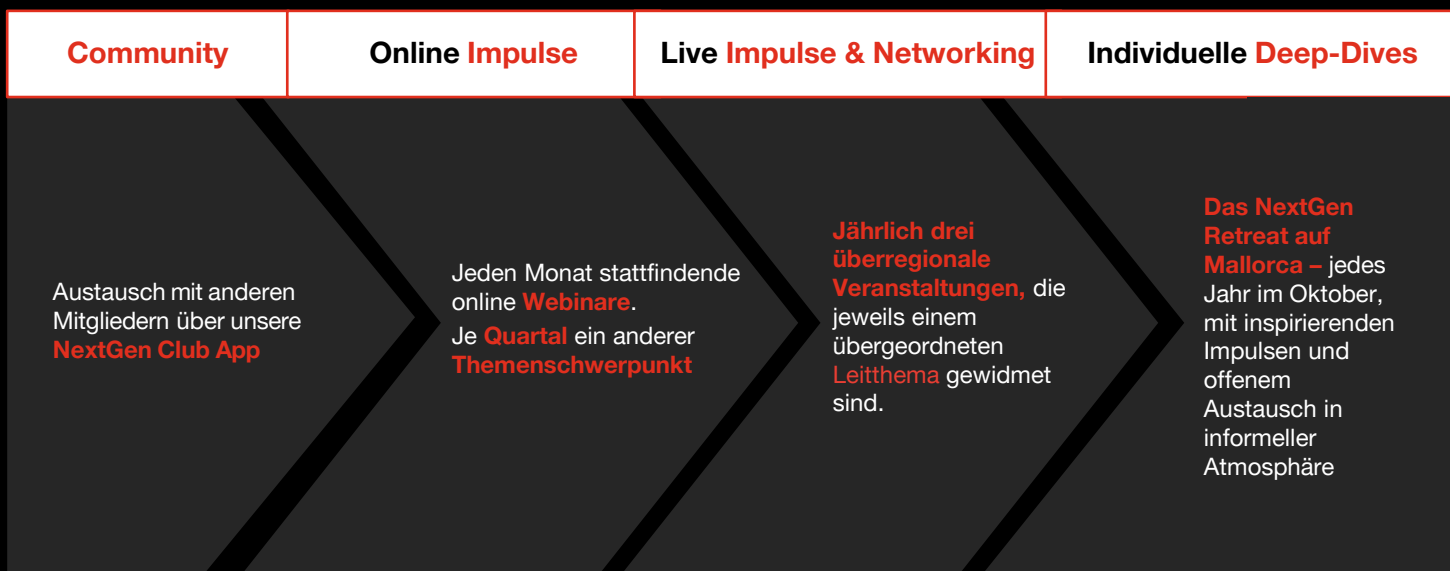 Community
Online Impulse
Live Impulse & Networking
Individuelle Deep-Dives
Austausch mit anderen
Mitgliedern über unsere
NextGen Club App
Jeden Monat stattfindende
online Webinare.
Je Quartal ein anderer
Themenschwerpunkt
Jährlich drei
überregionale
Veranstaltungen, die
jeweils einem
übergeordneten
Leitthema gewidmet
sind.
Das NextGen
Retreat auf
Mallorca – jedes
Jahr im Oktober,
mit inspirierenden
Impulsen und
offenem
Austausch in
informeller
Atmosphäre